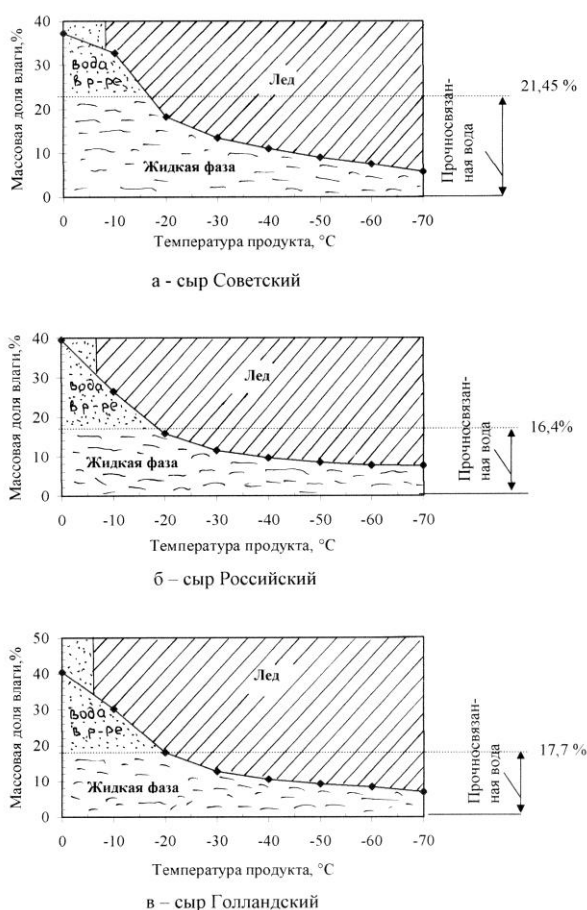 Массовая доля влаги,%
40
30
20
10
0
вода
в р-ре
Лед
Жидкая фаза
21,45 %
Прочносвязан-
ная вода
0 -10 -20 -30 -40 -50 -60 -70
Температура продукта, °С
а - сыр Советский
Массовая доля влаги,%
40
30
20
10
0
вода
в р-ре
Лед
Жидкая фаза
16,4%
Прочносвязан-
ная вода
0 -10 -20 -30 -40 -50 -60 -70
Температура продукта, °С
б – сыр Российский
Массовая доля влаги,%
50
40
30
20
10
0
вода
в р-ре
Лед
Жидкая фаза
17,7 %
Прочносвязан-
ная вода
0 -10 -20 -30 -40 -50 -60 -70
Температура продукта, °С
в – сыр Голландский